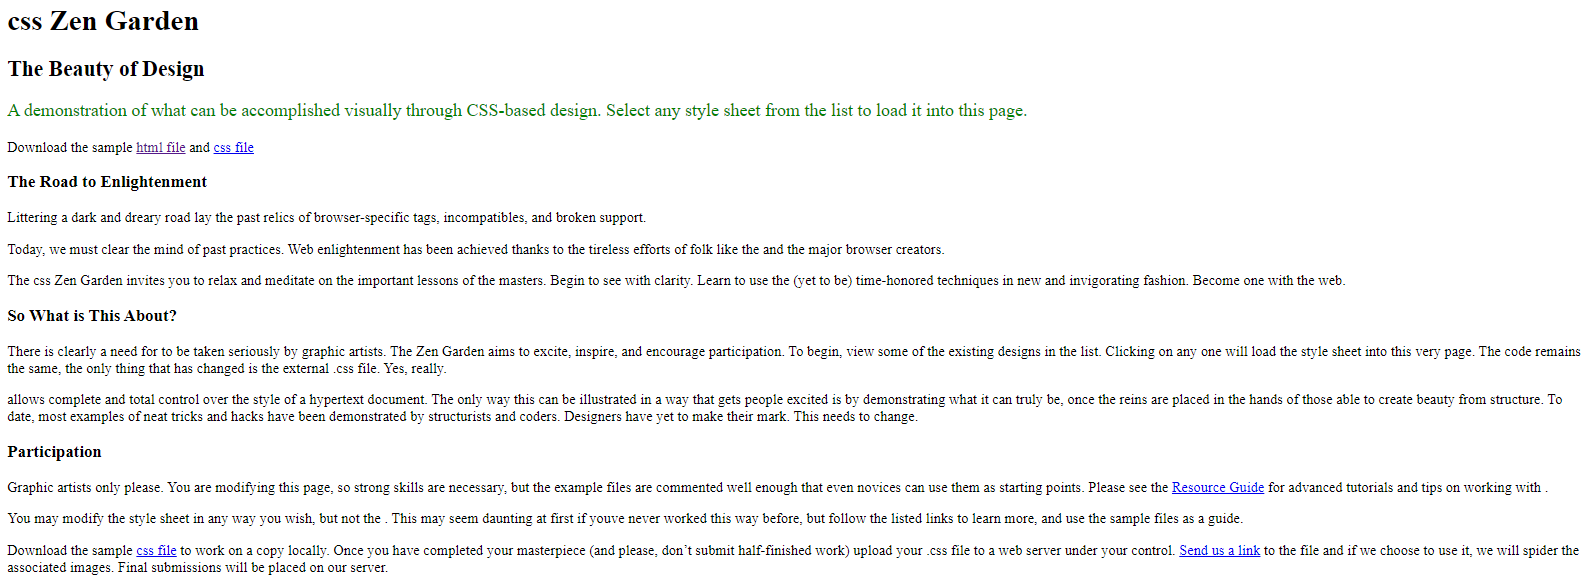 css Zen Garden
The Beauty of Design
A demonstration of what can be accomplished visually through CSS-based design. Select any style sheet from the list to load it into this page.
Download the sample html file and css file
The Road to Enlightenment
Littering a dark and dreary road lay the past relics of browser-specific tags, incompatibles, and broken support.
Today, we must clear the mind of past practices. Web enlightenment has been achieved thanks to the tireless efforts of folk like the and the major browser creators.
The css Zen Garden invites you to relax and meditate on the important lessons of the masters. Begin to see with clarity. Learn to use the (yet to be) time-honored techniques in new and invigorating fashion. Become one with the web.
So What is This About?
There is clearly a need for to be taken seriously by graphic artists. The Zen Garden aims to excite, inspire, and encourage participation. To begin, view some of the existing designs in the list. Clicking on any one will load the style sheet into this very page. The code remains
the same, the only thing that has changed is the external .css file. Yes, really.
allows complete and total control over the style of a hypertext document. The only way this can be illustrated in a way that gets people excited is by demonstrating what it can truly be, once the reins are placed in the hands of those able to create beauty from structure. To
date, most examples of neat tricks and hacks have been demonstrated by structurists and coders. Designers have yet to make their mark. This needs to change.
Participation
Graphic artists only please. You are modifying this page, so strong skills are necessary, but the example files are commented well enough that even novices can use them as starting points. Please see the Resource Guide for advanced tutorials and tips on working with .
You may modify the style sheet in any way you wish, but not the . This may seem daunting at first if youve never worked this way before, but follow the listed links to learn more, and use the sample files as a guide.
Download the sample css file to work on a copy locally. Once you have completed your masterpiece (and please, don’t submit half-finished work) upload your .css file to a web server under your control. Send us a link to the file and if we choose to use it, we will spider the
associated images. Final submissions will be placed on our server.